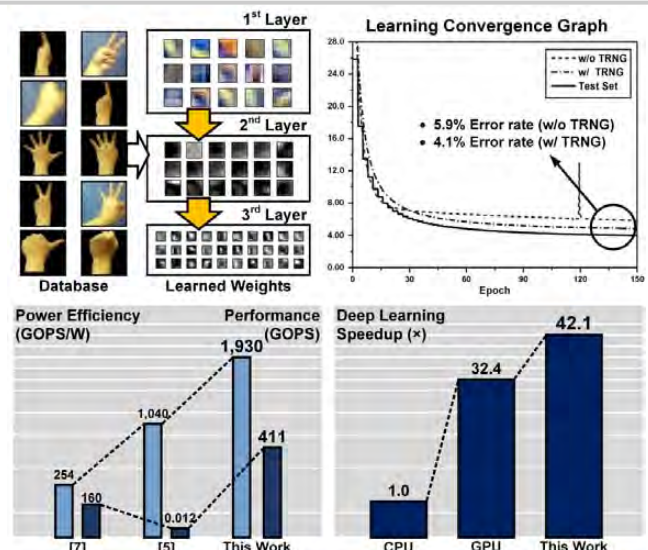 1st Layer
2nd Layer
3rd Layer
Database
Learned Weights
Learning Convergence Graph
28.0
24.0
20.0
16.0
12.0
8.00
4.00
0.00
w/o TRNG
w/ TRNG
Test Set
• 5.9% Error rate (w/o TRNG)
• 4.1% Error rate (w/ TRNG)
0
30
60
90
120
150
Epoch
Power Efficiency
(GOPS/W)
Performance
(GOPS)
254
160
1,040
0.012
1,930
411
[7]
[5]
This Work
Deep Learning
Speedup (×)
1.0
32.4
42.1
CPU
GPU
This Work